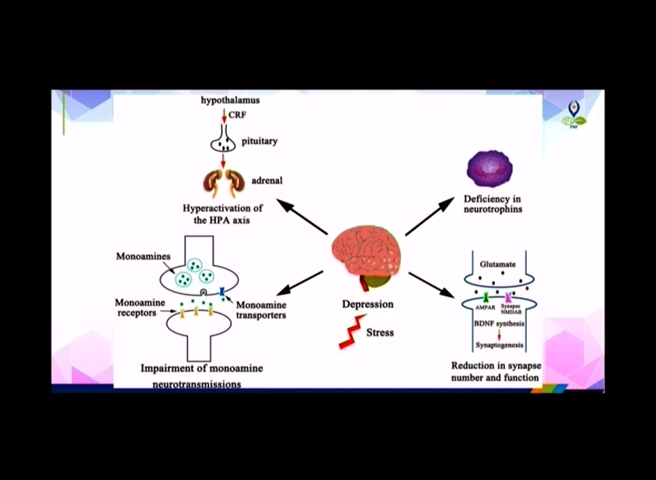 hypothalamus
CRF
pituitary
adrenal
Hyperactivation of
the HPA axis
Deficiency in
neurotrophins
Monoamines
Monoamine
receptors
Monoamine
transporters
Impairment of monoamine
neurotransmissions
Depression
Stress
Glutamate
AMPAR
Synapse
NMDAR
BDNF synthesis
Synaptogenesis
Reduction in synapse
number and function